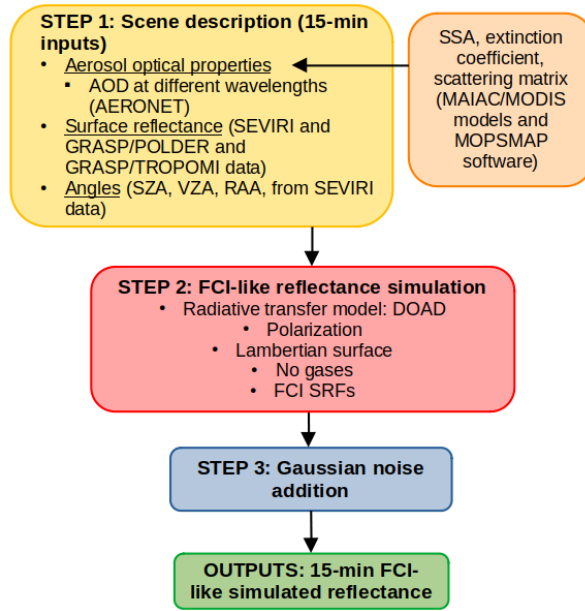 STEP 1: Scene description (15-min
inputs)
• Aerosol optical properties
▪ AOD at different wavelengths
(AERONET)
• Surface reflectance (SEVIRI and
GRASP/POLDER and
GRASP/TROPOMI data)
• Angles (SZA, VZA, RAA, from SEVIRI
data)
SSA, extinction
coefficient,
scattering matrix
(MAIAC/MODIS
models and
MOPSMAP
software)
STEP 2: FCI-like reflectance simulation
• Radiative transfer model: DOAD
• Polarization
• Lambertian surface
• No gases
• FCI SRFs
STEP 3: Gaussian noise
addition
OUTPUTS: 15-min FCI-
like simulated reflectance